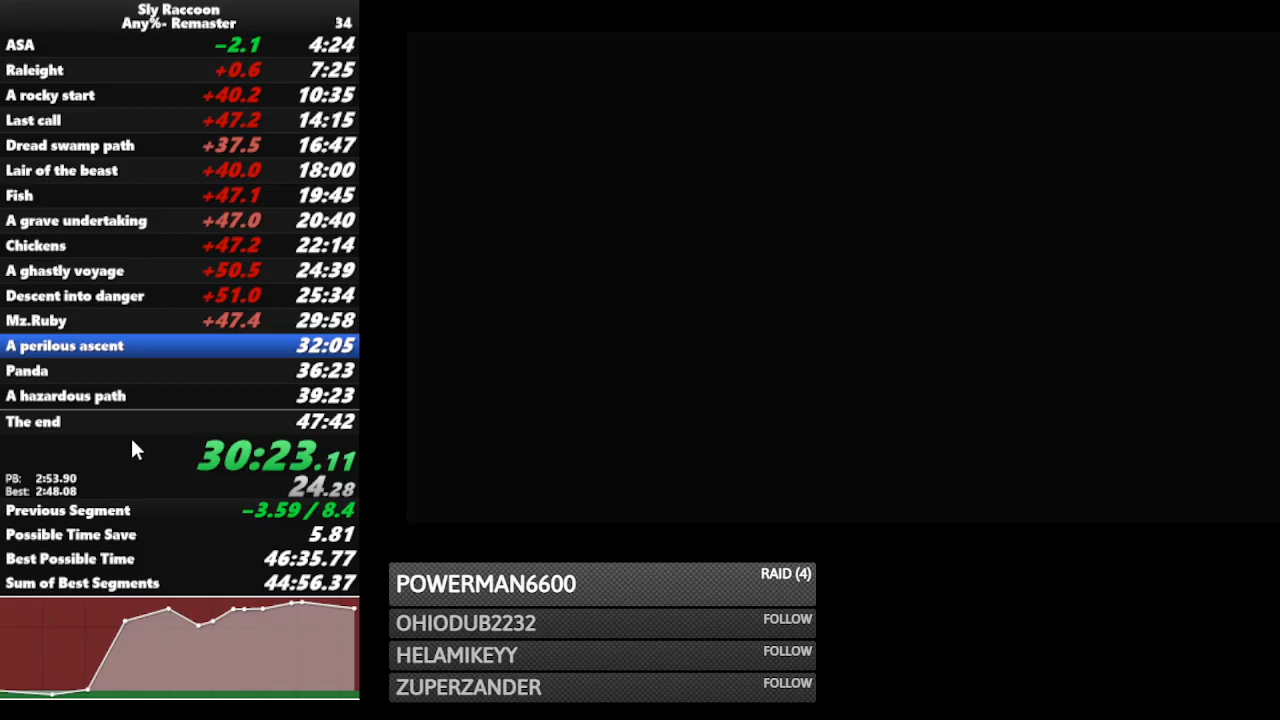 Sly Raccoon
Any%- Remaster 34
ASA −2.1 4:24
Raleight +0.6 7:25
A rocky start +40.2 10:35
Last call +47.2 14:15
Dread swamp path +37.5 16:47
Lair of the beast +40.0 18:00
Fish +47.1 19:45
A grave undertaking +47.0 20:40
Chickens +47.2 22:14
A ghastly voyage +50.5 24:39
Descent into danger +51.0 25:34
Mz.Ruby +47.4 29:58
A perilous ascent 32:05
Panda 36:23
A hazardous path 39:23
The end 47:42
30:23.11
PB: 2:53.90
Best: 2:48.08
24.28
Previous Segment −3.59 / 8.4
Possible Time Save 5.81
Best Possible Time 46:35.77
Sum of Best Segments 44:56.37
POWERMAN6600 RAID (4)
OHIODUB2232 FOLLOW
HELAMIKEYY FOLLOW
ZUPERZANDER FOLLOW